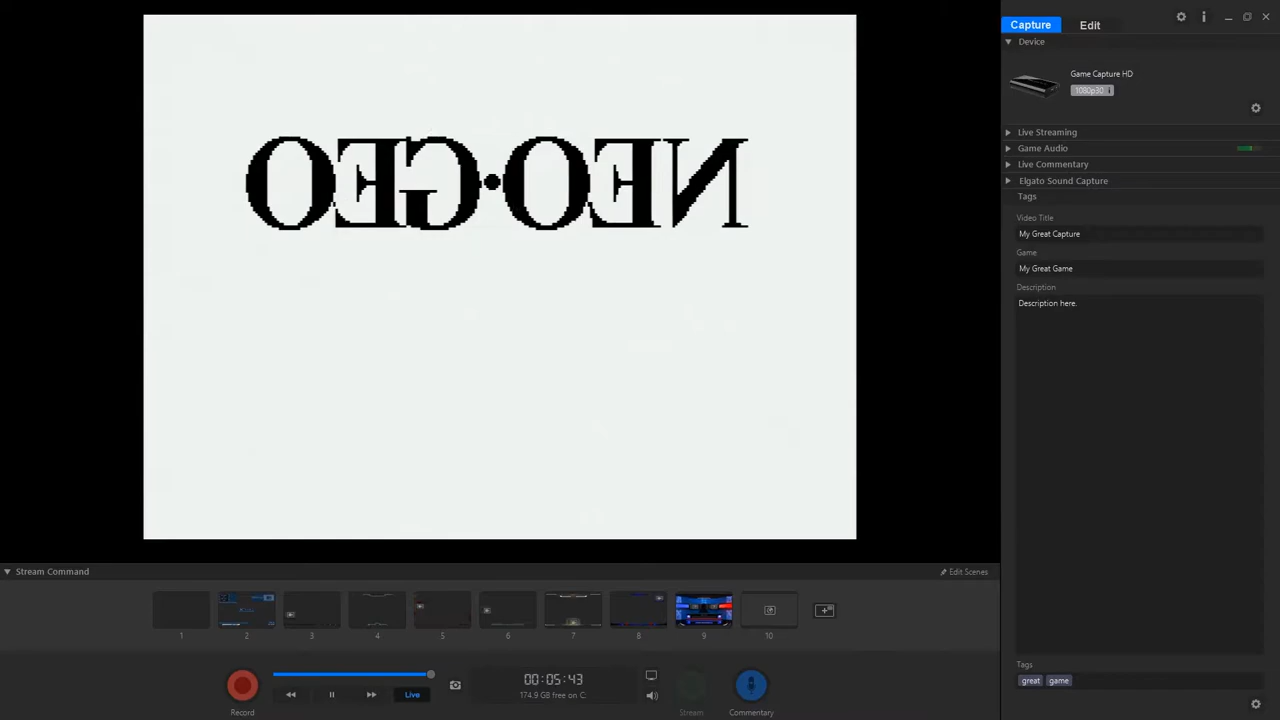 NEO·GEO
Capture Edit
Device
Game Capture HD
1080p30
Live Streaming
Game Audio
Live Commentary
Elgato Sound Capture
Tags
Video Title
My Great Capture
Game
My Great Game
Description
Description here.
Tags
great game
Stream Command Edit Scenes
1 2 3 4 5 6 7 8 9 10
00:05:43
174.9 GB free on C:
Live
Record Stream Commentary